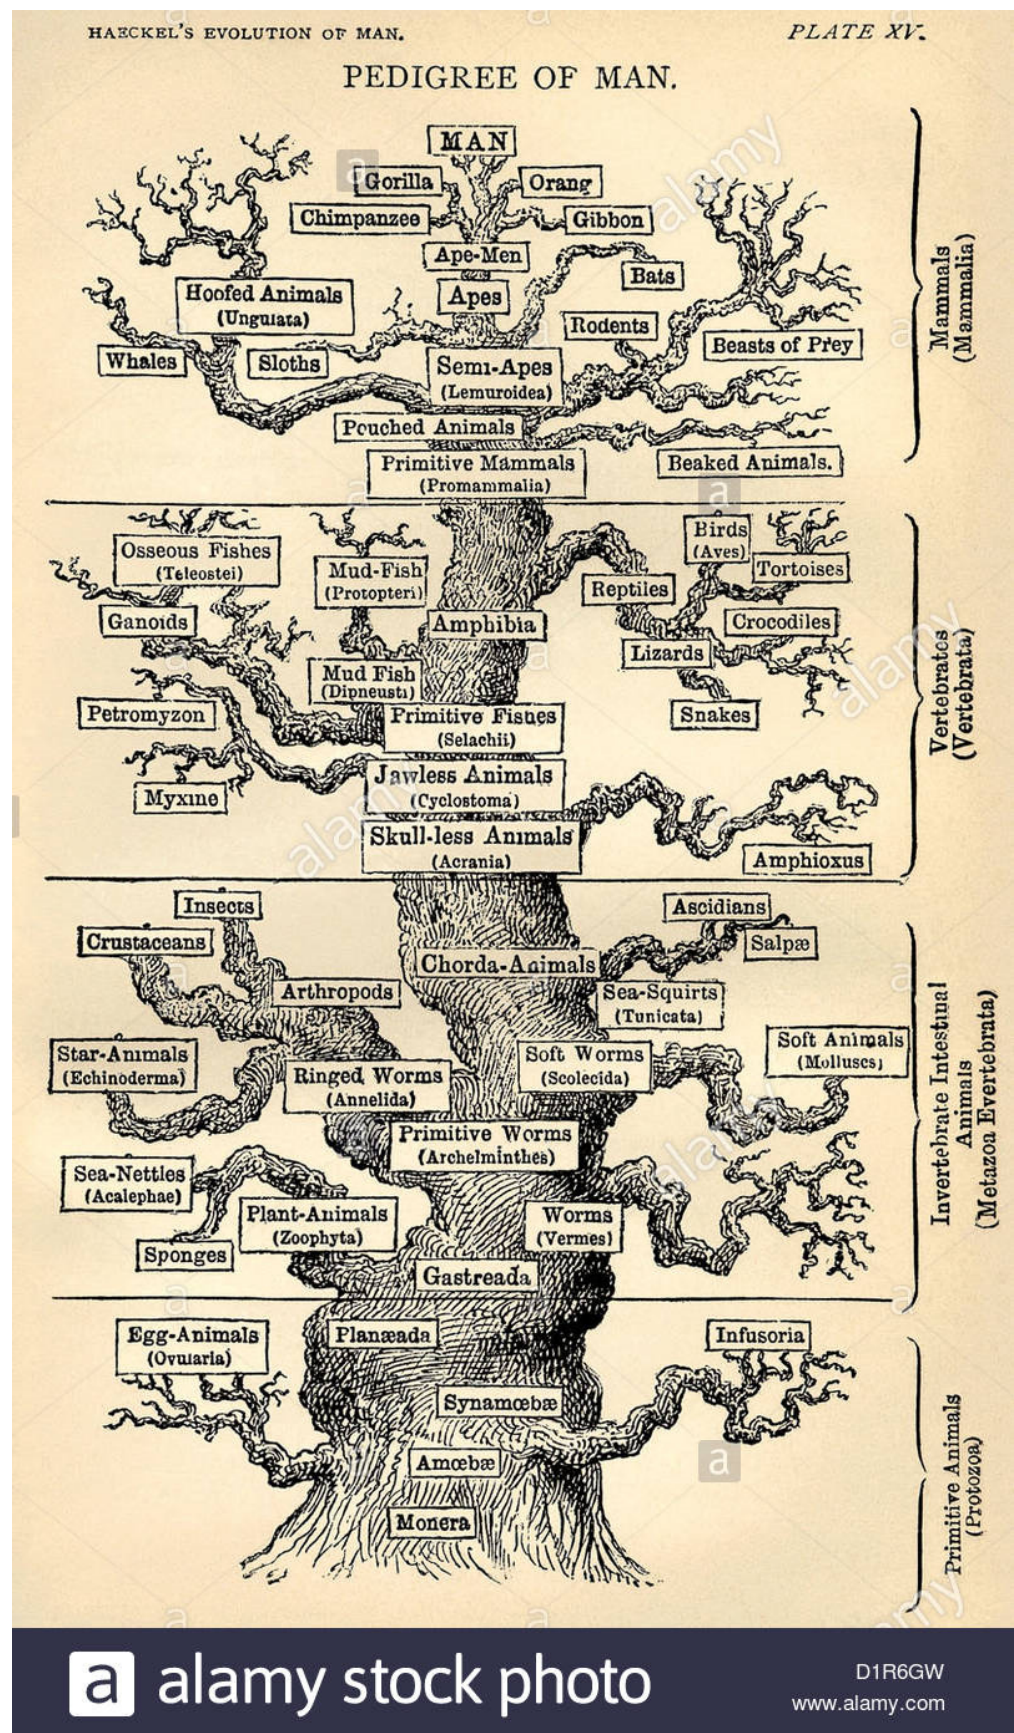 HAECKEL'S EVOLUTION OF MAN.
PLATE XV.
PEDIGREE OF MAN.
MAN
Gorilla
Orang
Chimpanzee
Gibbon
Ape-Men
Bats
Hoofed Animals
(Ungulata)
Apes
Rodents
Beasts of Prey
Whales
Sloths
Semi-Apes
(Lemuroidea)
Pouched Animals
Primitive Mammals
(Promammalia)
Beaked Animals.
Mammals
(Mammalia)
Osseous Fishes
(Teleostei)
Mud-Fish
(Protopteri)
Birds
(Aves)
Tortoises
Reptiles
Ganoids
Amphibia
Crocodiles
Lizards
Mud Fish
(Dipneusti)
Petromyzon
Primitive Fishes
(Selachii)
Snakes
Jawless Animals
(Cyclostoma)
Myxine
Skull-less Animals
(Acrania)
Amphioxus
Vertebrates
(Vertebrata)
Insects
Ascidians
Crustaceans
Salpæ
Chorda-Animals
Arthropods
Sea-Squirts
(Tunicata)
Star-Animals
(Echinoderma)
Soft Worms
(Scolecida)
Soft Animals
(Molluscs)
Ringed Worms
(Annelida)
Primitive Worms
(Archelminthes)
Sea-Nettles
(Acalephae)
Plant-Animals
(Zoophyta)
Worms
(Vermes)
Sponges
Gastreada
Invertebrate Intestinal
Animals
(Metazoa Evertebrata)
Egg-Animals
(Ovularia)
Planæada
Infusoria
Synamœbæ
Amœbæ
Monera
Primitive Animals
(Protozoa)
alamy
alamy
alamy
alamy
alamy
a alamy stock photo
D1R6GW
www.alamy.com